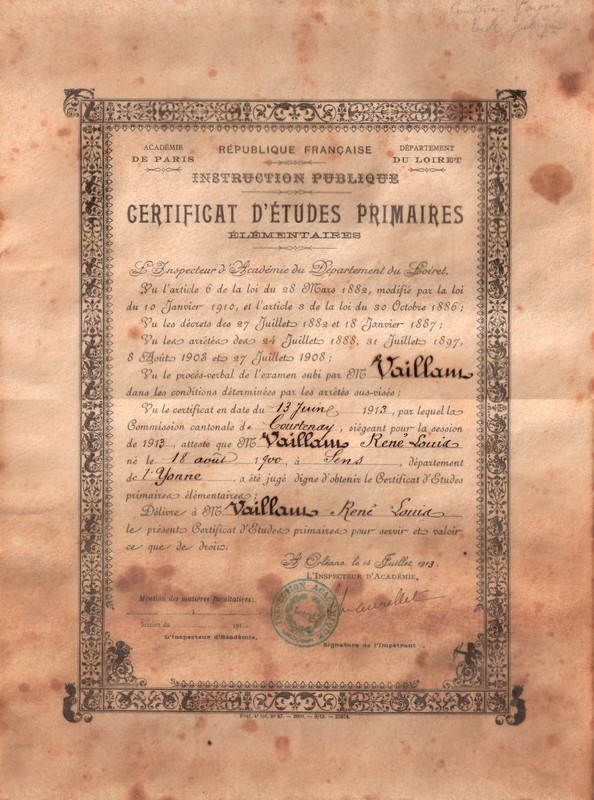 Courtenay
ACADÉMIE
DE PARIS
RÉPUBLIQUE FRANÇAISE
DÉPARTEMENT
DU LOIRET
INSTRUCTION PUBLIQUE
CERTIFICAT D'ÉTUDES PRIMAIRES
ÉLÉMENTAIRES
L'Inspecteur d'Académie du Département du Loiret,
Vu l'article 6 de la loi du 28 Mars 1882, modifié par la loi
du 10 Janvier 1910, et l'article 3 de la loi du 30 Octobre 1886;
Vu les décrets des 27 Juillet 1882 et 18 Janvier 1887;
Vu les arrêtés des 24 Juillet 1888, 31 Juillet 1897,
8 Août 1903 et 27 Juillet 1908;
Vu le procès-verbal de l'examen subi par M Vaillant
dans les conditions déterminées par les arrêtés sus-visés;
Vu le certificat en date du 13 Juin 1913, par lequel la
Commission cantonale de Courtenay, siégeant pour la session
de 1913, atteste que M Vaillant René Louis
né le 18 août 1900, à Sens, département
de l'Yonne, a été jugé digne d'obtenir le Certificat d'Études
primaires élémentaires;
Délivre à M Vaillant René Louis
le présent Certificat d'Études primaires pour servir et valoir
ce que de droit.
A Orléans, le 15 Juillet 1913.
L'INSPECTEUR D'ACADÉMIE,
Mention des matières facultatives:
Session du 191
L'Inspecteur d'Académie,
Signature de l'Impétrant
INSPECTION ACADÉMIQUE